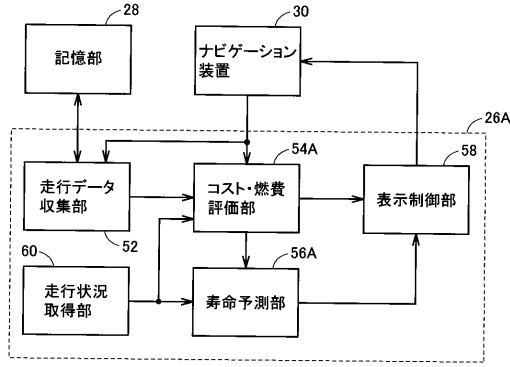 28
記憶部
30
ナビゲーション
装置
26A
走行データ
収集部
52
54A
コスト・燃費
評価部
58
表示制御部
60
走行状況
取得部
56A
寿命予測部